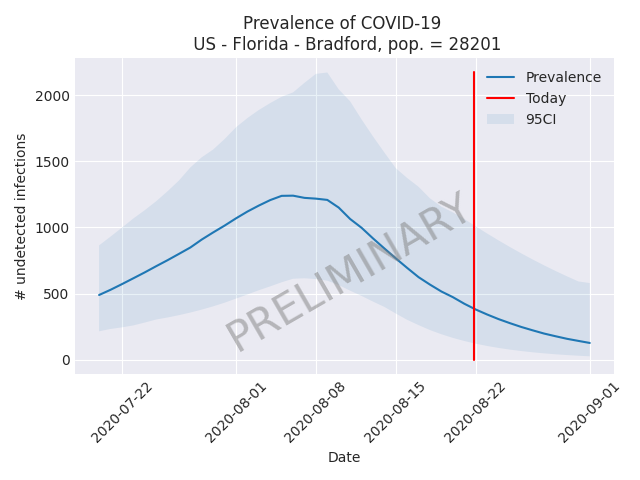 Prevalence of COVID-19
US - Florida - Bradford, pop. = 28201
Prevalence
Today
95CI
# undetected infections
2000
1500
1000
500
0
PRELIMINARY
2020-07-22
2020-08-01
2020-08-08
2020-08-15
2020-08-22
2020-09-01
Date